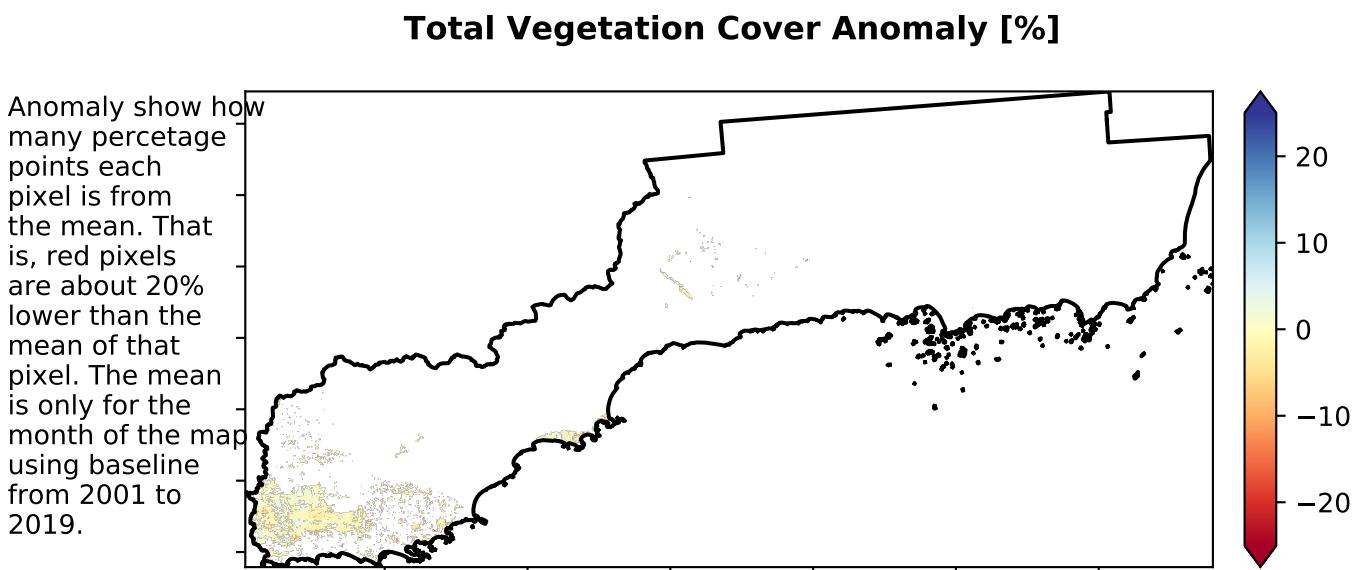 Total Vegetation Cover Anomaly [%]
Anomaly show how
many percetage
points each
pixel is from
the mean. That
is, red pixels
are about 20%
lower than the
mean of that
pixel. The mean
is only for the
month of the map
using baseline
from 2001 to
2019.
20
10
0
−10
−20